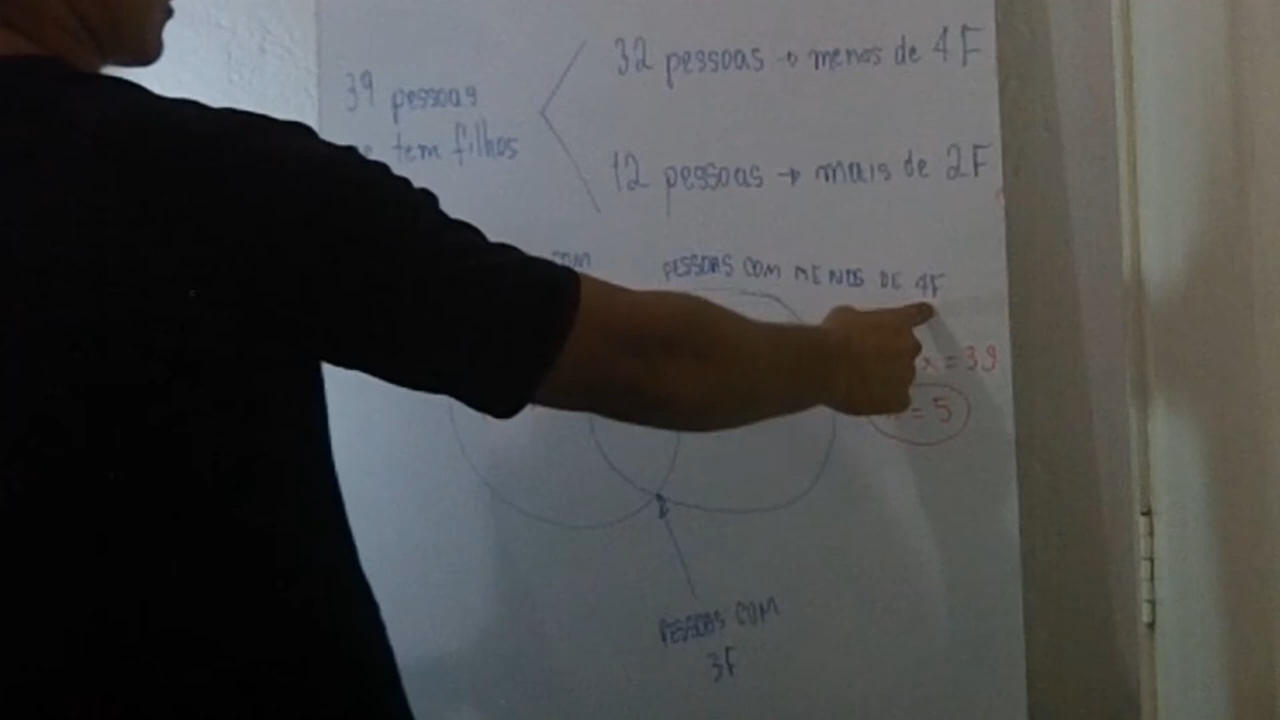 39 pessoas
tem filhos
32 pessoas → menos de 4F
12 pessoas → mais de 2F
COM
PESSOAS COM MENOS DE 4F
x = 39
= 5
PESSOAS COM
3F